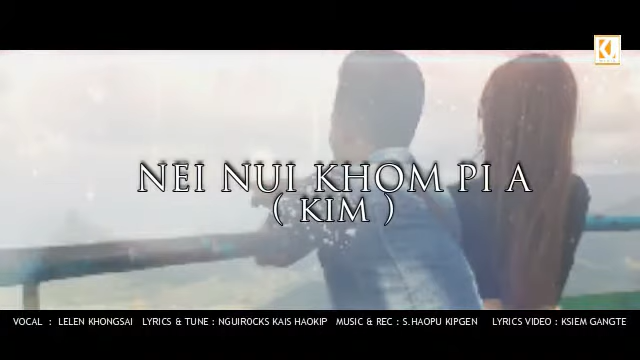 NEI NUI KHOM PI A
( KIM )
VOCAL : LELEN KHONGSAI LYRICS & TUNE : NGUIROCKS KAIS HAOKIP MUSIC & REC : S.HAOPU KIPGEN LYRICS VIDEO : KSIEM GANGTE